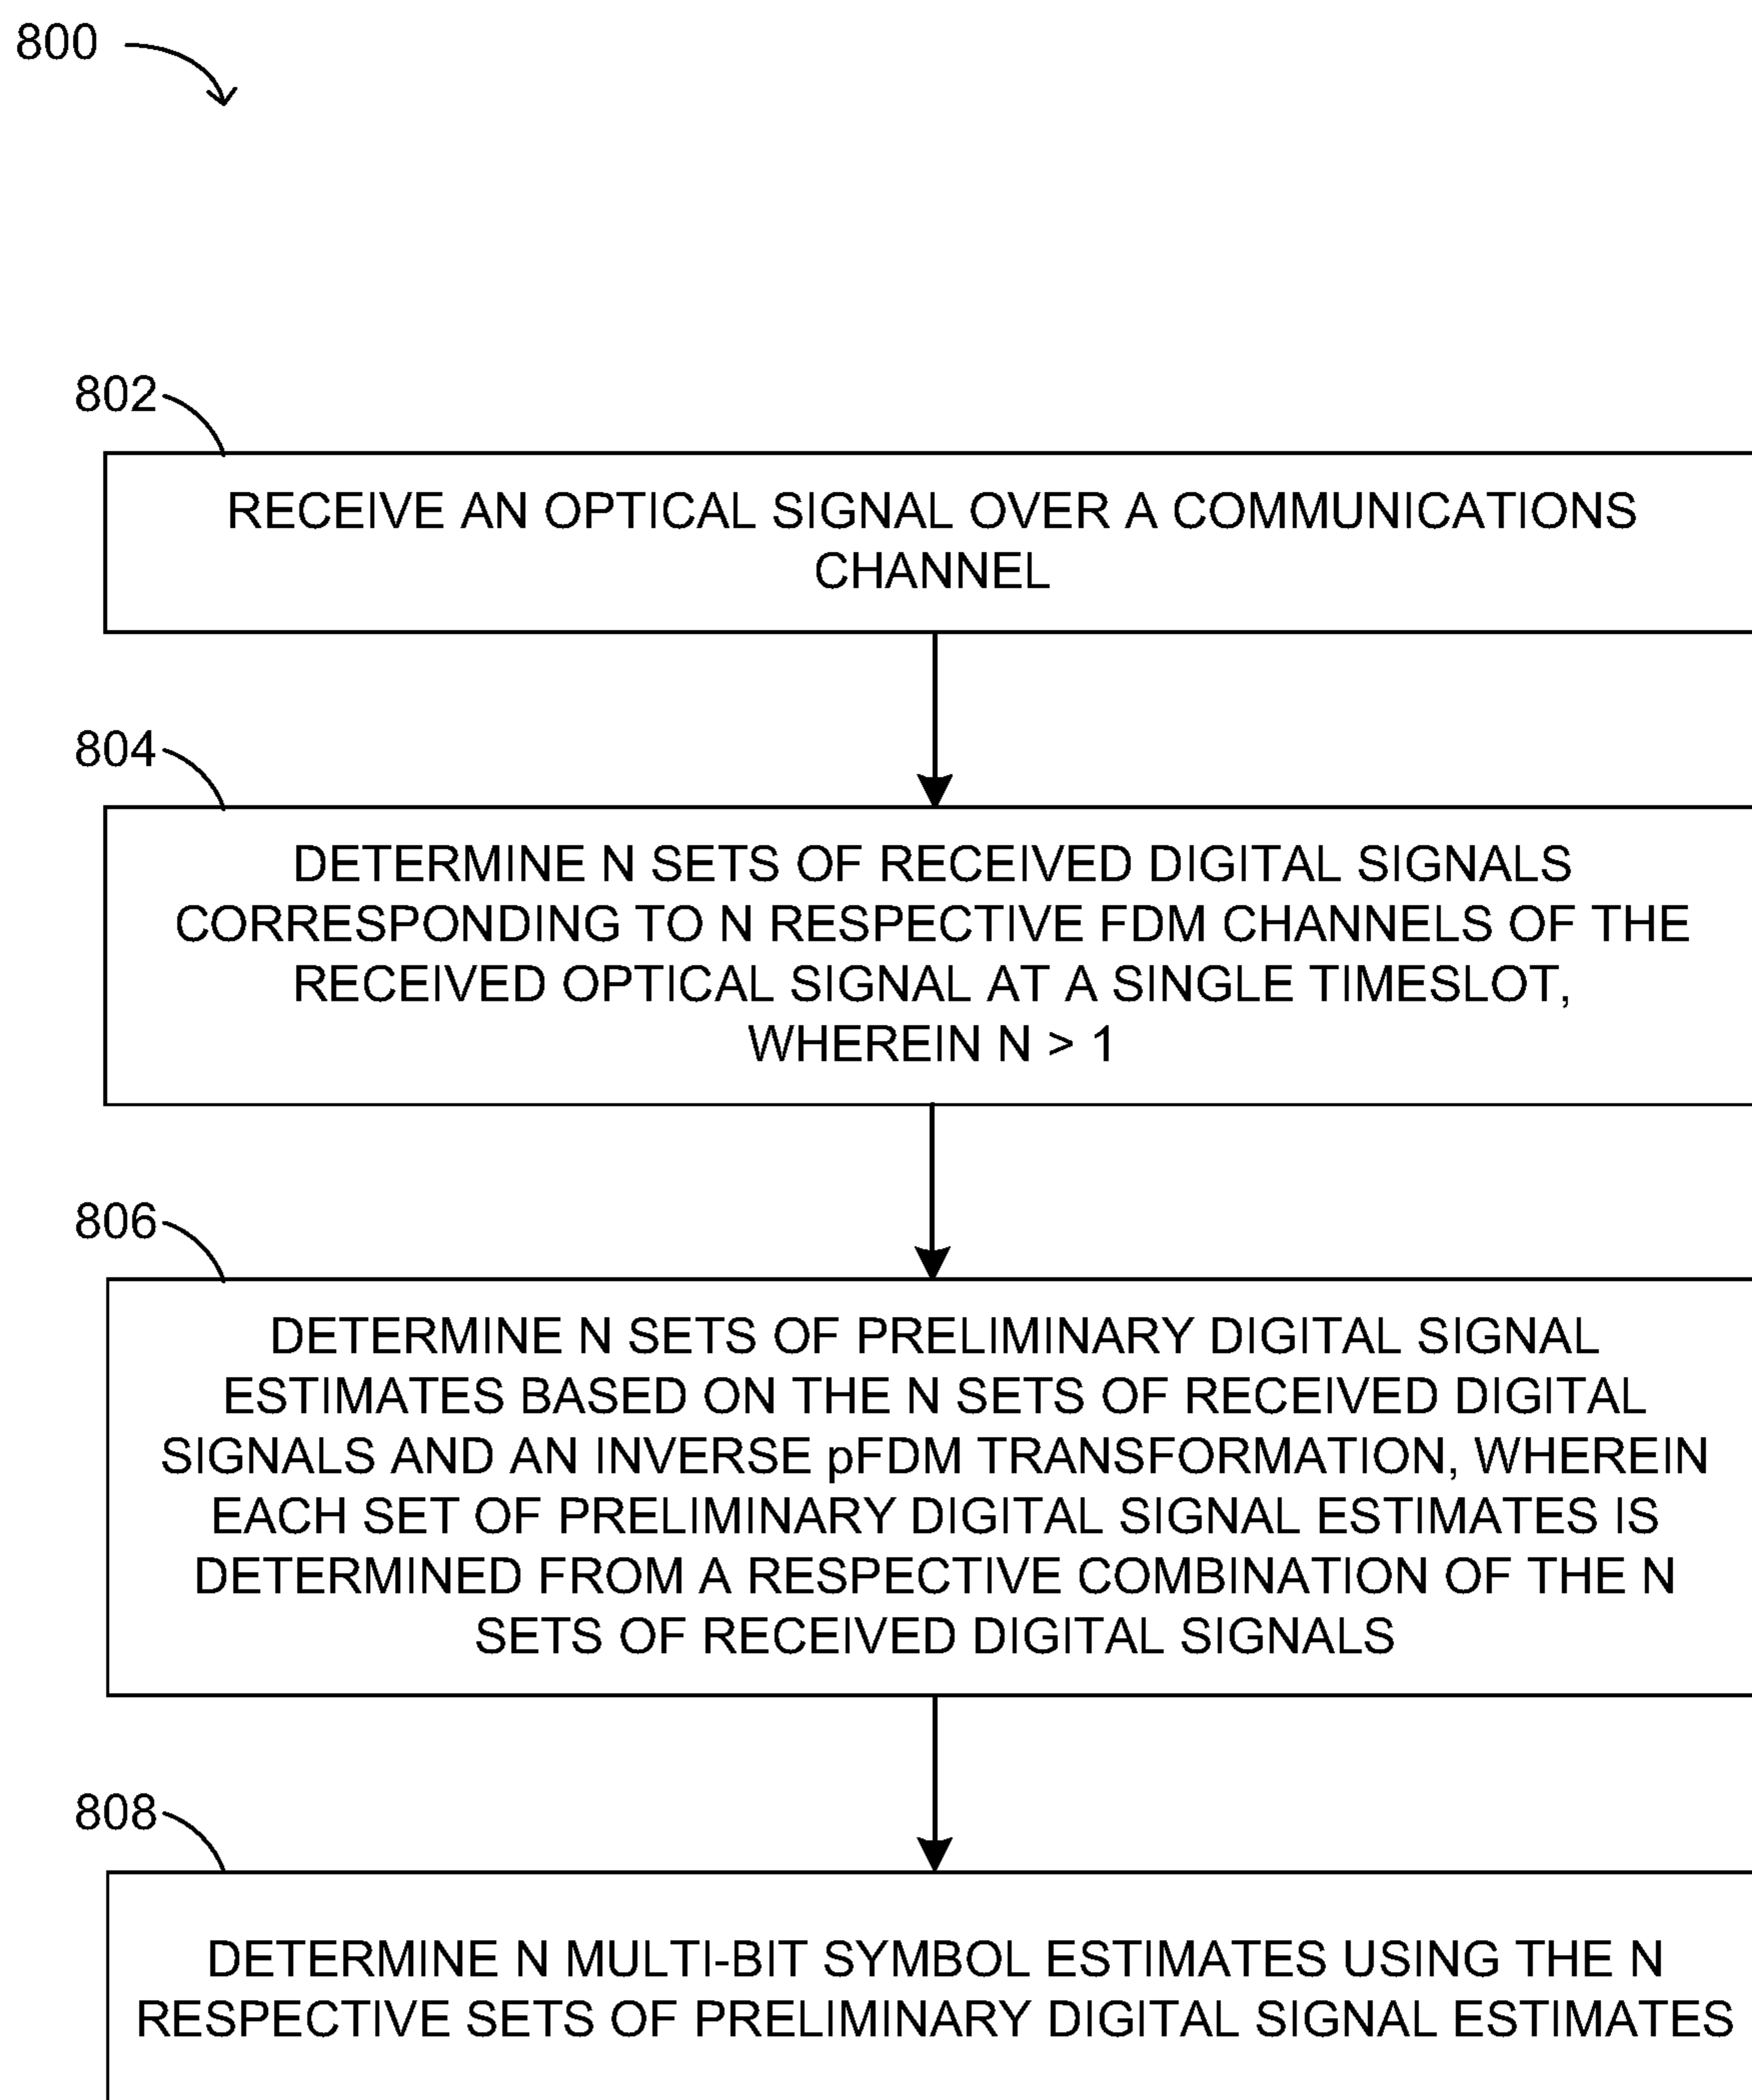 800
802
RECEIVE AN OPTICAL SIGNAL OVER A COMMUNICATIONS
CHANNEL
804
DETERMINE N SETS OF RECEIVED DIGITAL SIGNALS
CORRESPONDING TO N RESPECTIVE FDM CHANNELS OF THE
RECEIVED OPTICAL SIGNAL AT A SINGLE TIMESLOT,
WHEREIN N > 1
806
DETERMINE N SETS OF PRELIMINARY DIGITAL SIGNAL
ESTIMATES BASED ON THE N SETS OF RECEIVED DIGITAL
SIGNALS AND AN INVERSE pFDM TRANSFORMATION, WHEREIN
EACH SET OF PRELIMINARY DIGITAL SIGNAL ESTIMATES IS
DETERMINED FROM A RESPECTIVE COMBINATION OF THE N
SETS OF RECEIVED DIGITAL SIGNALS
808
DETERMINE N MULTI-BIT SYMBOL ESTIMATES USING THE N
RESPECTIVE SETS OF PRELIMINARY DIGITAL SIGNAL ESTIMATES